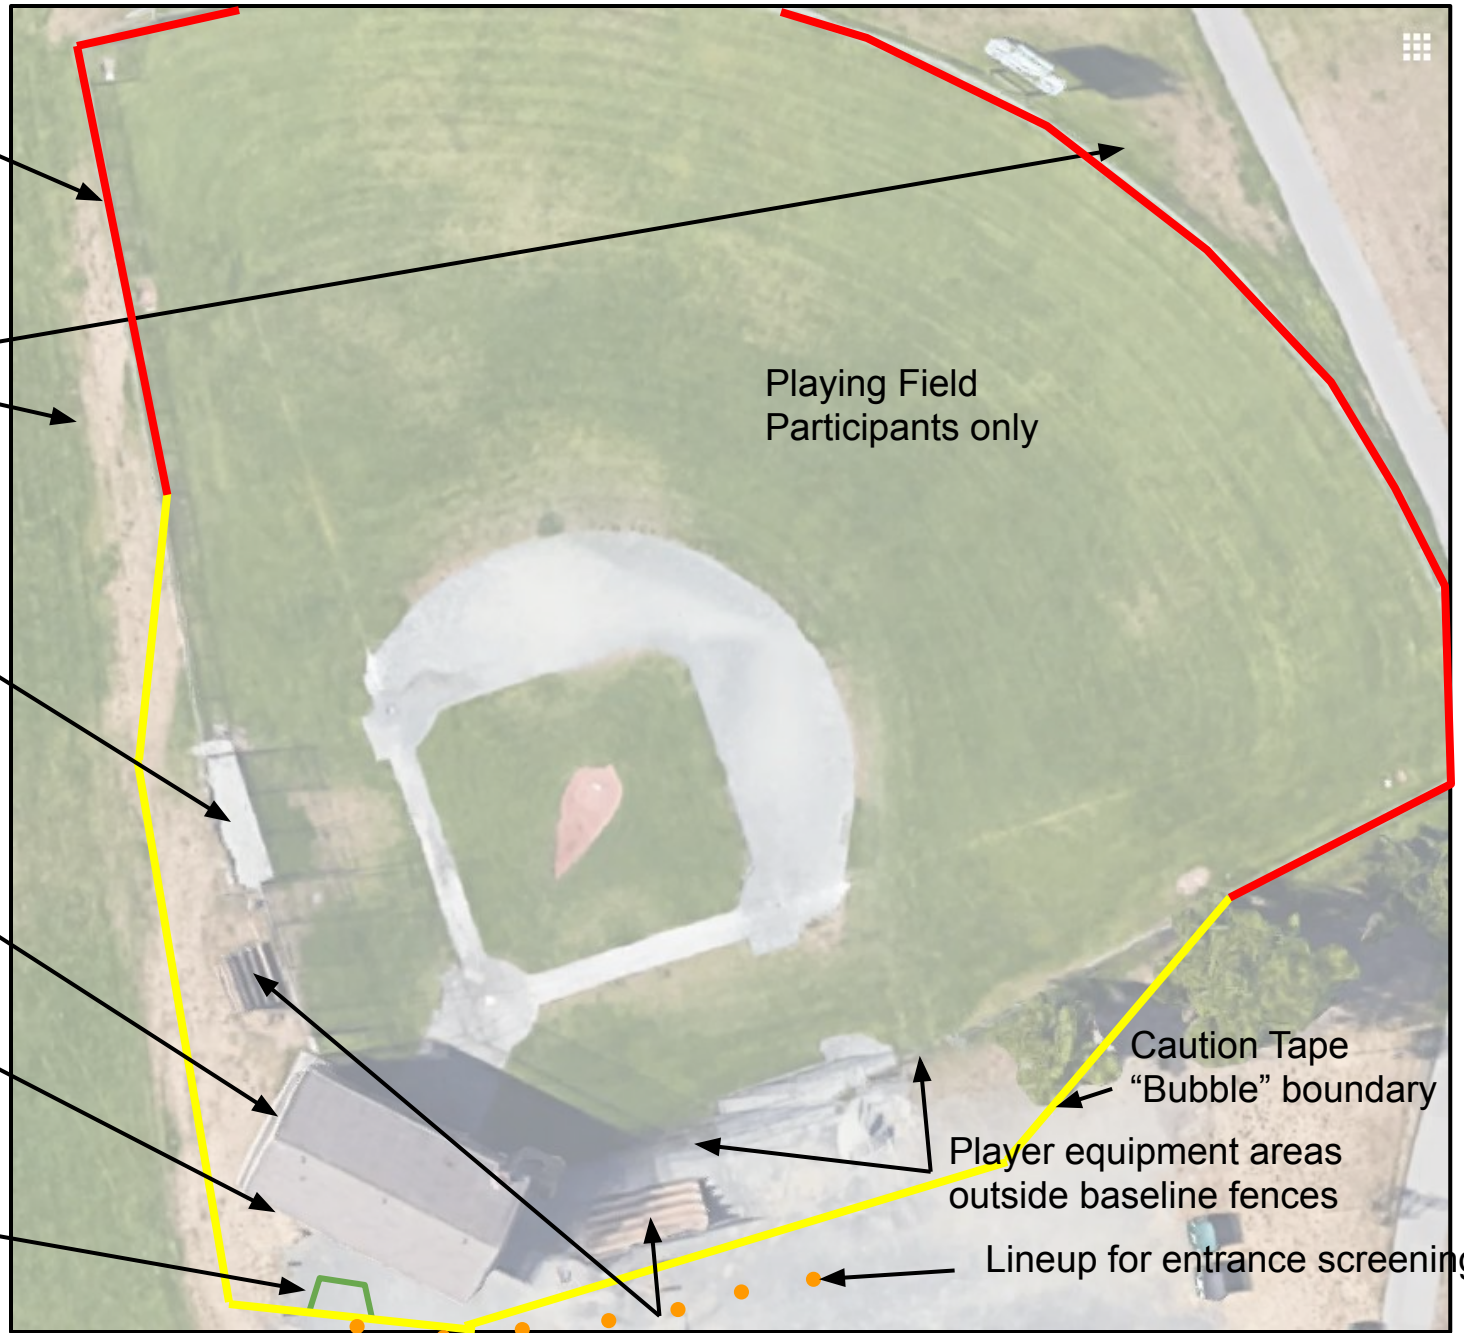 Playing Field
Participants only
Caution Tape
“Bubble” boundary
Player equipment areas
outside baseline fences
Lineup for entrance screening